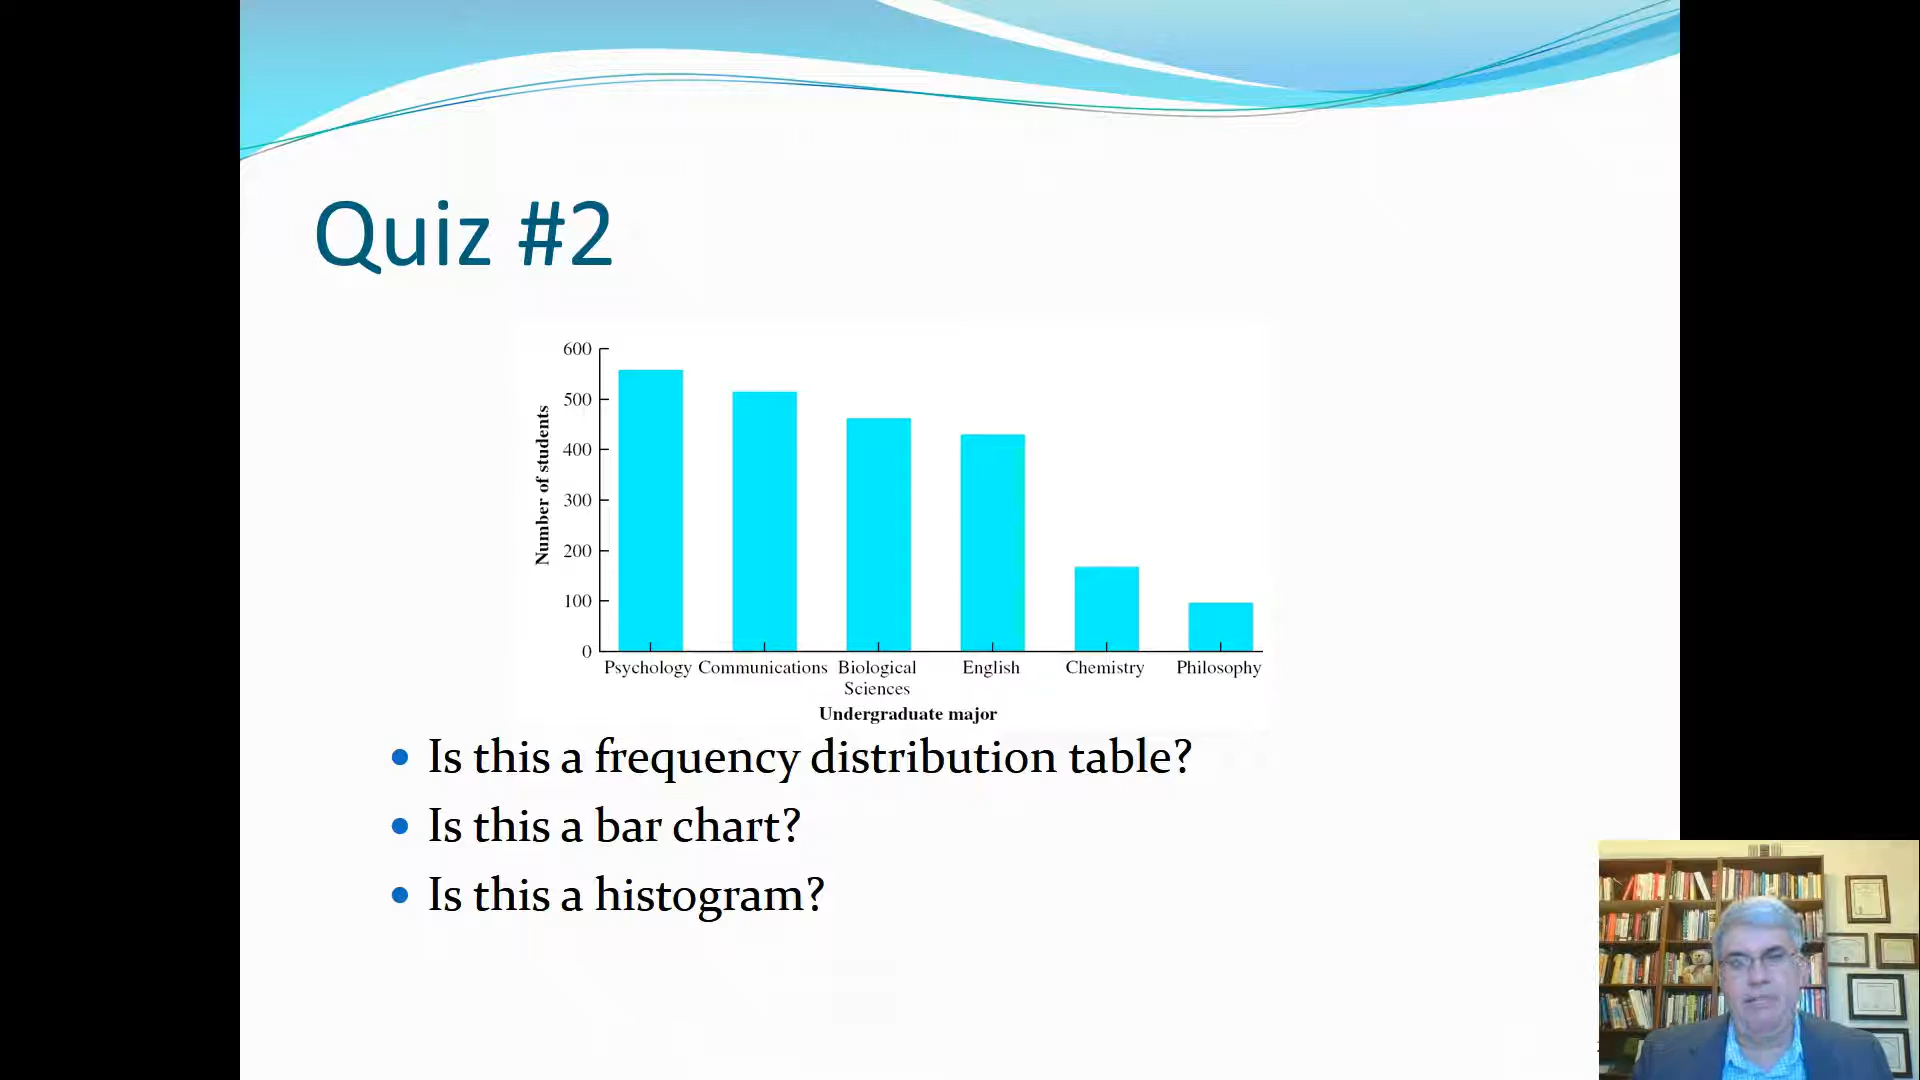 Quiz #2
600
500
400
300
200
100
0
Number of students
Psychology Communications Biological Sciences English Chemistry Philosophy
Undergraduate major
• Is this a frequency distribution table?
• Is this a bar chart?
• Is this a histogram?